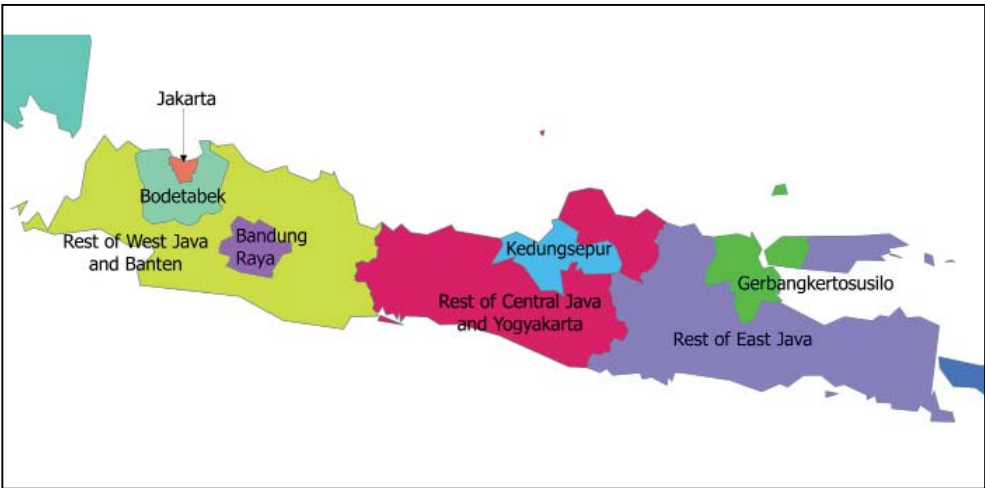 Jakarta
Bodetabek
Rest of West Java
and Banten
Bandung
Raya
Kedungsepur
Rest of Central Java
and Yogyakarta
Gerbangkertosusilo
Rest of East Java